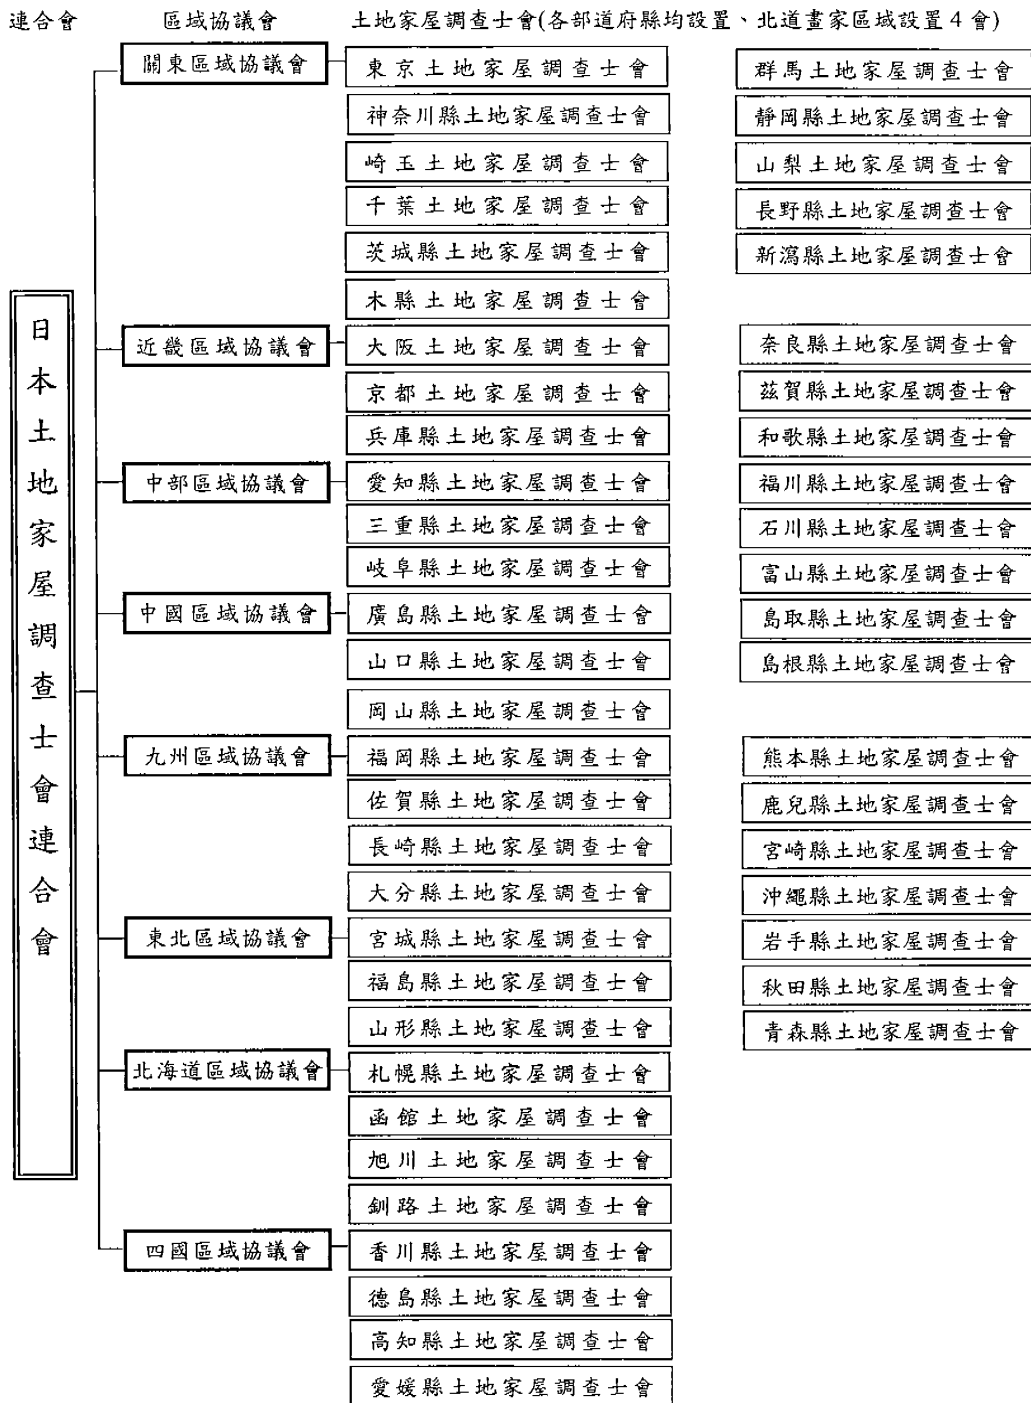 連合會 區域協議會 土地家屋調查士會(各部道府縣均設置、北道畫家區域設置4會)
日本土地家屋調查士會連合會
關東區域協議會
東京土地家屋調查士會
群馬土地家屋調查士會
神奈川縣土地家屋調查士會
靜岡縣土地家屋調查士會
崎玉土地家屋調查士會
山梨土地家屋調查士會
千葉土地家屋調查士會
長野縣土地家屋調查士會
茨城縣土地家屋調查士會
新瀉縣土地家屋調查士會
木縣土地家屋調查士會
近畿區域協議會
大阪土地家屋調查士會
奈良縣土地家屋調查士會
京都土地家屋調查士會
茲賀縣土地家屋調查士會
兵庫縣土地家屋調查士會
和歌縣土地家屋調查士會
中部區域協議會
愛知縣土地家屋調查士會
福川縣土地家屋調查士會
三重縣土地家屋調查士會
石川縣土地家屋調查士會
岐阜縣土地家屋調查士會
富山縣土地家屋調查士會
中國區域協議會
廣島縣土地家屋調查士會
島取縣土地家屋調查士會
山口縣土地家屋調查士會
島根縣土地家屋調查士會
岡山縣土地家屋調查士會
九州區域協議會
福岡縣土地家屋調查士會
熊本縣土地家屋調查士會
佐賀縣土地家屋調查士會
鹿兒縣土地家屋調查士會
長崎縣土地家屋調查士會
宮崎縣土地家屋調查士會
大分縣土地家屋調查士會
沖繩縣土地家屋調查士會
東北區域協議會
宮城縣土地家屋調查士會
岩手縣土地家屋調查士會
福島縣土地家屋調查士會
秋田縣土地家屋調查士會
山形縣土地家屋調查士會
青森縣土地家屋調查士會
北海道區域協議會
札幌縣土地家屋調查士會
函館土地家屋調查士會
旭川土地家屋調查士會
釧路土地家屋調查士會
四國區域協議會
香川縣土地家屋調查士會
德島縣土地家屋調查士會
高知縣土地家屋調查士會
愛媛縣土地家屋調查士會